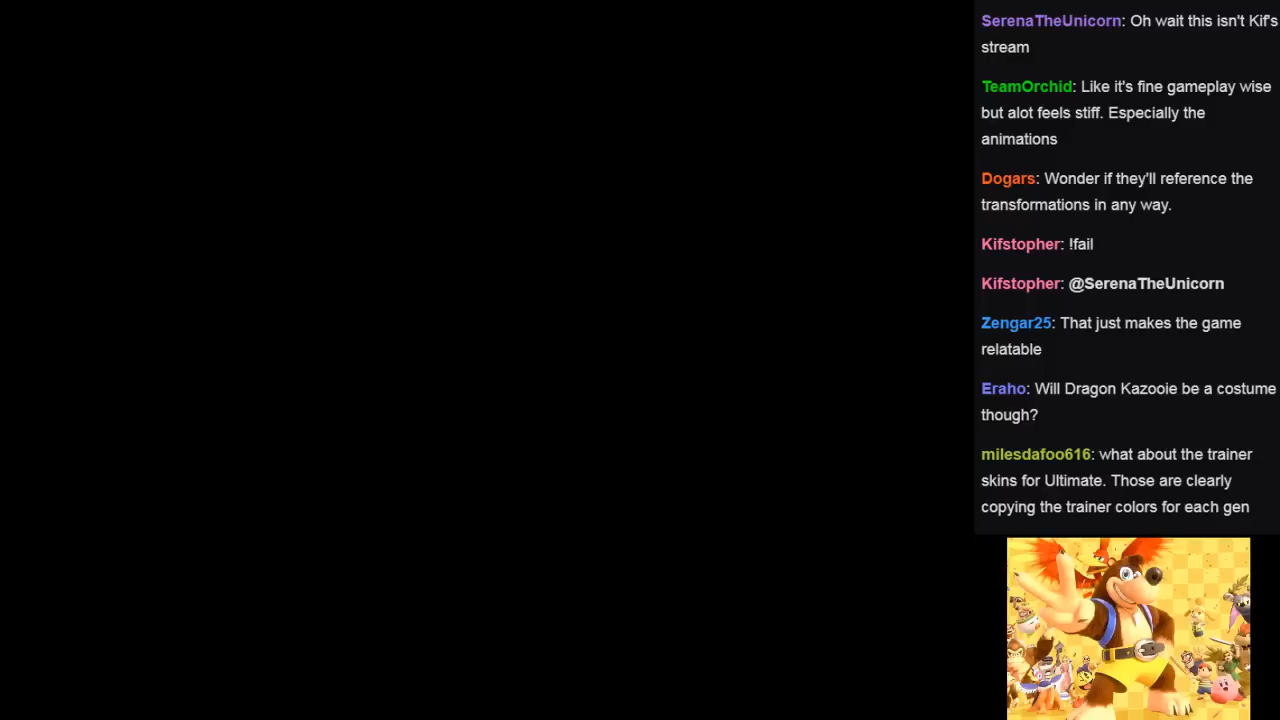 SerenaTheUnicorn: Oh wait this isn't Kif's
stream
TeamOrchid: Like it's fine gameplay wise
but alot feels stiff. Especially the
animations
Dogars: Wonder if they'll reference the
transformations in any way.
Kifstopher: !fail
Kifstopher: @SerenaTheUnicorn
Zengar25: That just makes the game
relatable
Eraho: Will Dragon Kazooie be a costume
though?
milesdafoo616: what about the trainer
skins for Ultimate. Those are clearly
copying the trainer colors for each gen